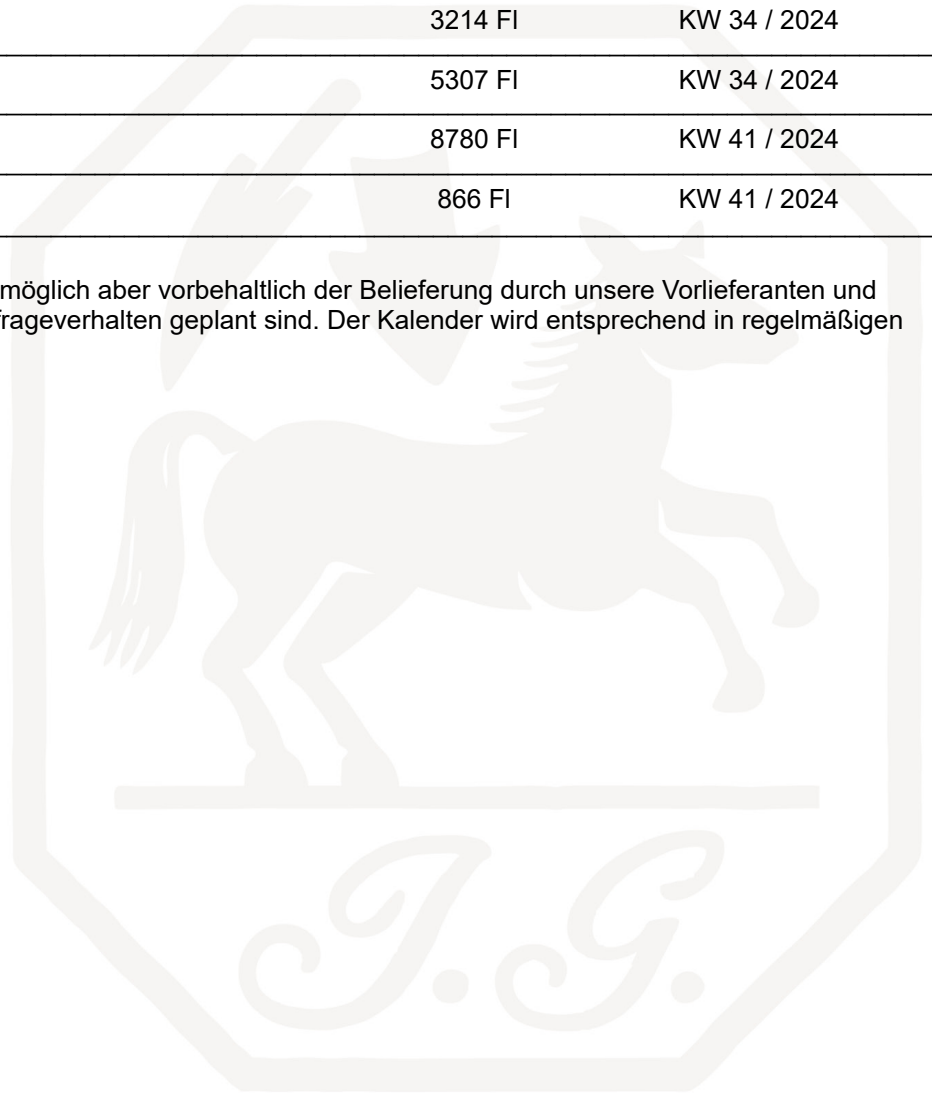 3214 Fl KW 34 / 2024
5307 Fl KW 34 / 2024
8780 Fl KW 41 / 2024
866 Fl KW 41 / 2024
möglich aber vorbehaltlich der Belieferung durch unsere Vorlieferanten und
frageverhalten geplant sind. Der Kalender wird entsprechend in regelmäßigen
J.G.